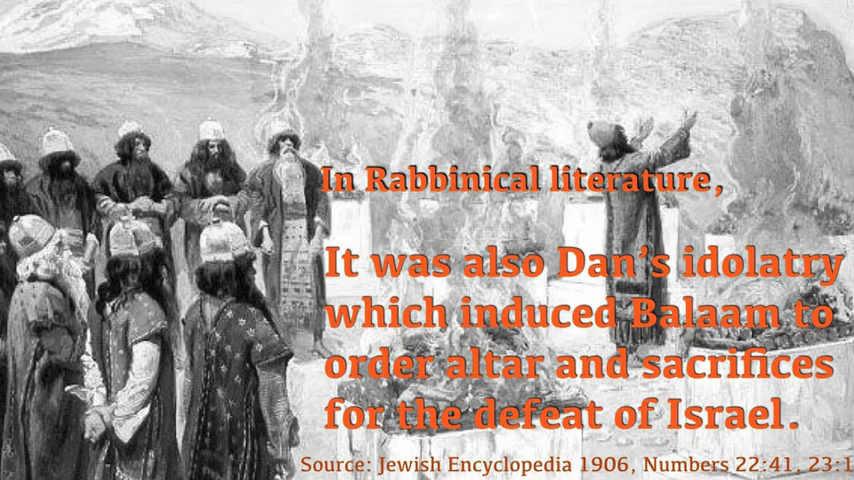 In Rabbinical literature,
It was also Dan's idolatry
which induced Balaam to
order altar and sacrifices
for the defeat of Israel.
Source: Jewish Encyclopedia 1906, Numbers 22:41, 23:1